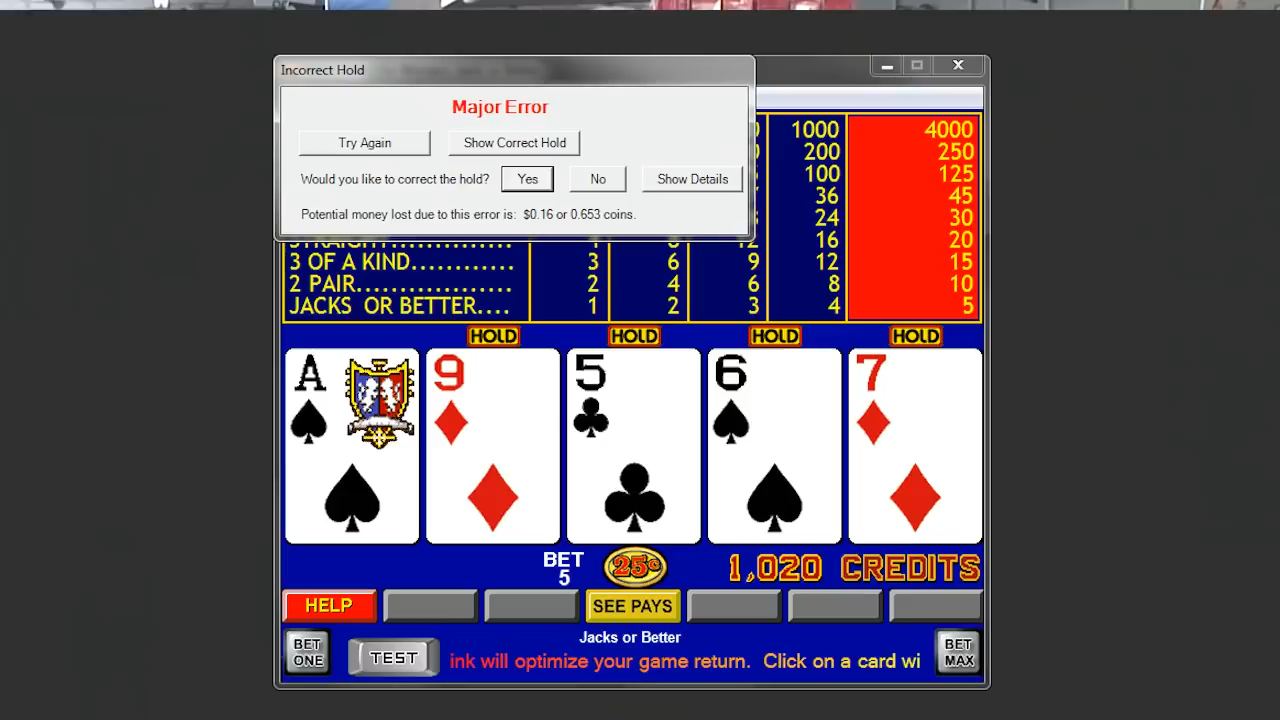 Incorrect Hold
Major Error
Try Again
Show Correct Hold
Would you like to correct the hold?
Yes
No
Show Details
Potential money lost due to this error is: $0.16 or 0.653 coins.
1000 4000
200 250
100 125
36 45
24 30
16 20
3 OF A KIND............ 3 6 9 12 15
2 PAIR.................. 2 4 6 8 10
JACKS OR BETTER.... 1 2 3 4 5
HOLD HOLD HOLD HOLD
A 9 5 6 7
BET 5
25¢
1,020 CREDITS
HELP
SEE PAYS
Jacks or Better
BET ONE
TEST
ink will optimize your game return. Click on a card wi
BET MAX